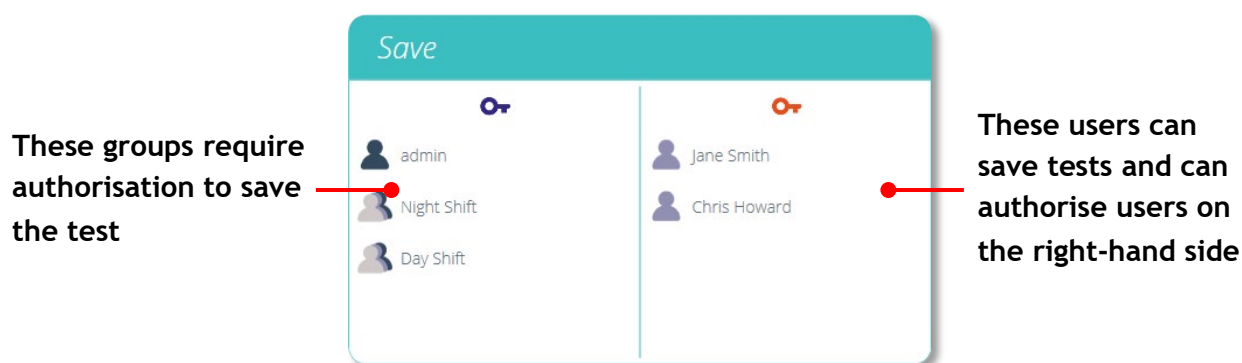 Save
These groups require
authorisation to save
the test
admin
Night Shift
Day Shift
Jane Smith
Chris Howard
These users can
save tests and can
authorise users on
the right-hand side